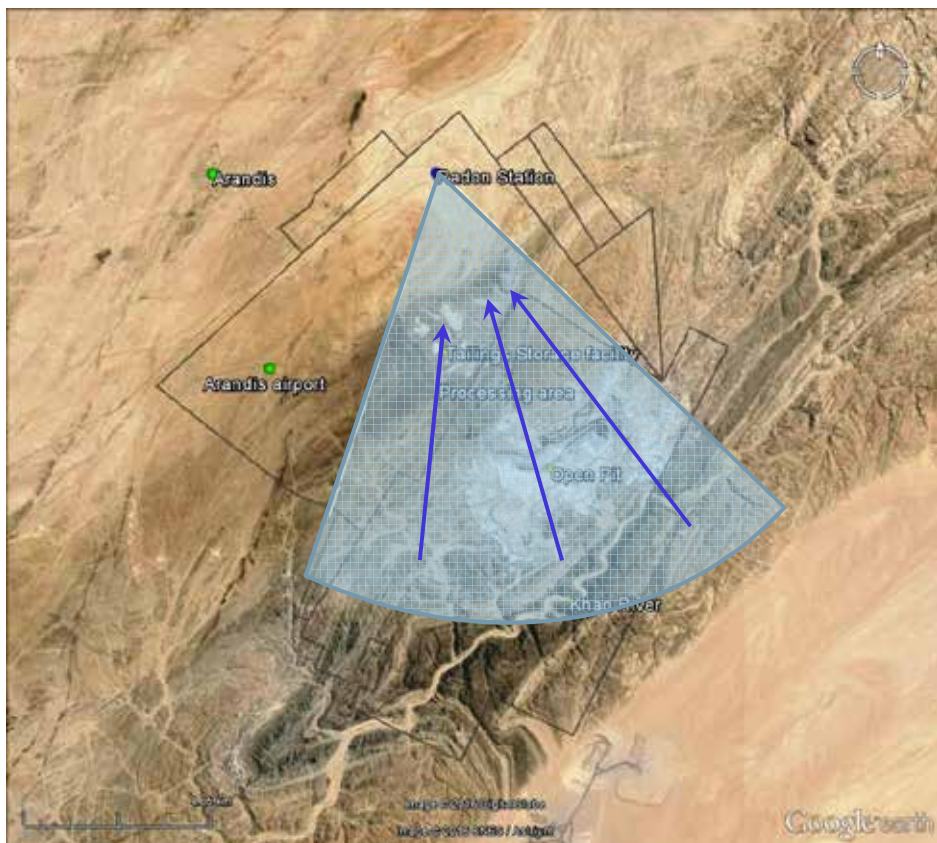 Arandis
Radon Station
Tailings Storage facility
Arandis airport
Processing area
Open Pit
Khan River
Google earth